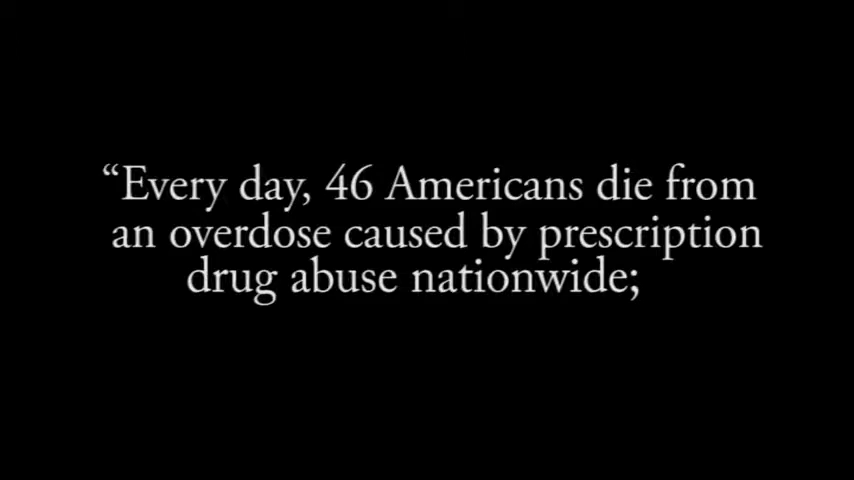 “Every day, 46 Americans die from
an overdose caused by prescription
drug abuse nationwide;